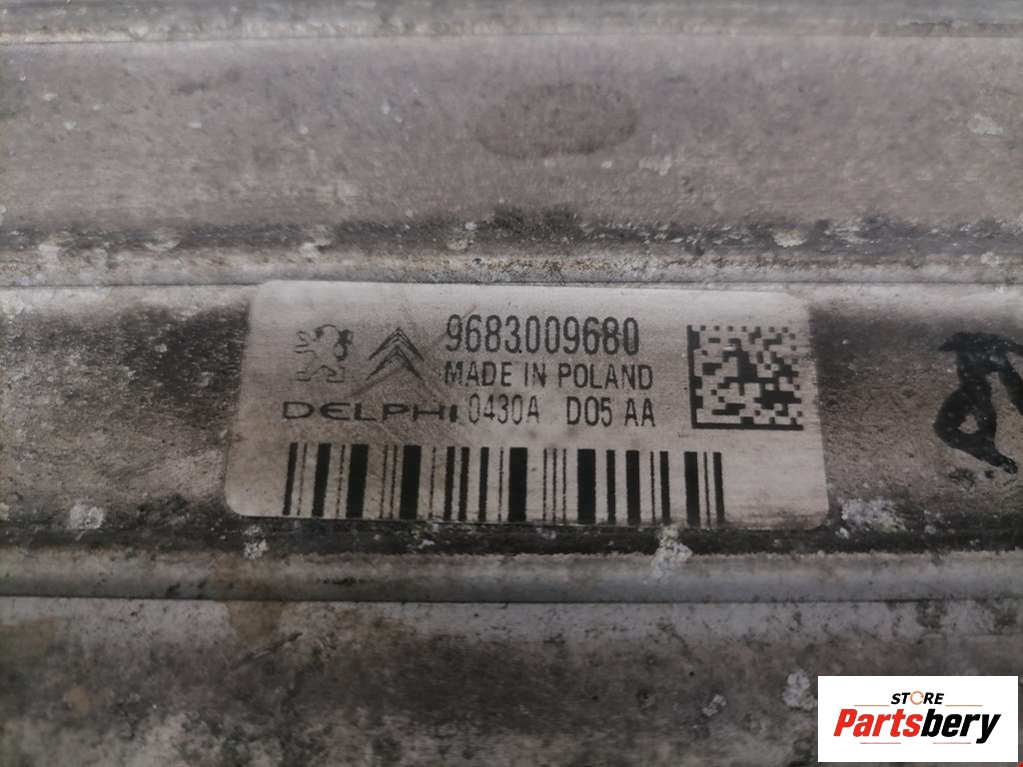 9683009680
MADE IN POLAND
DELPHI 0430A D05 AA
STORE
Partsbery